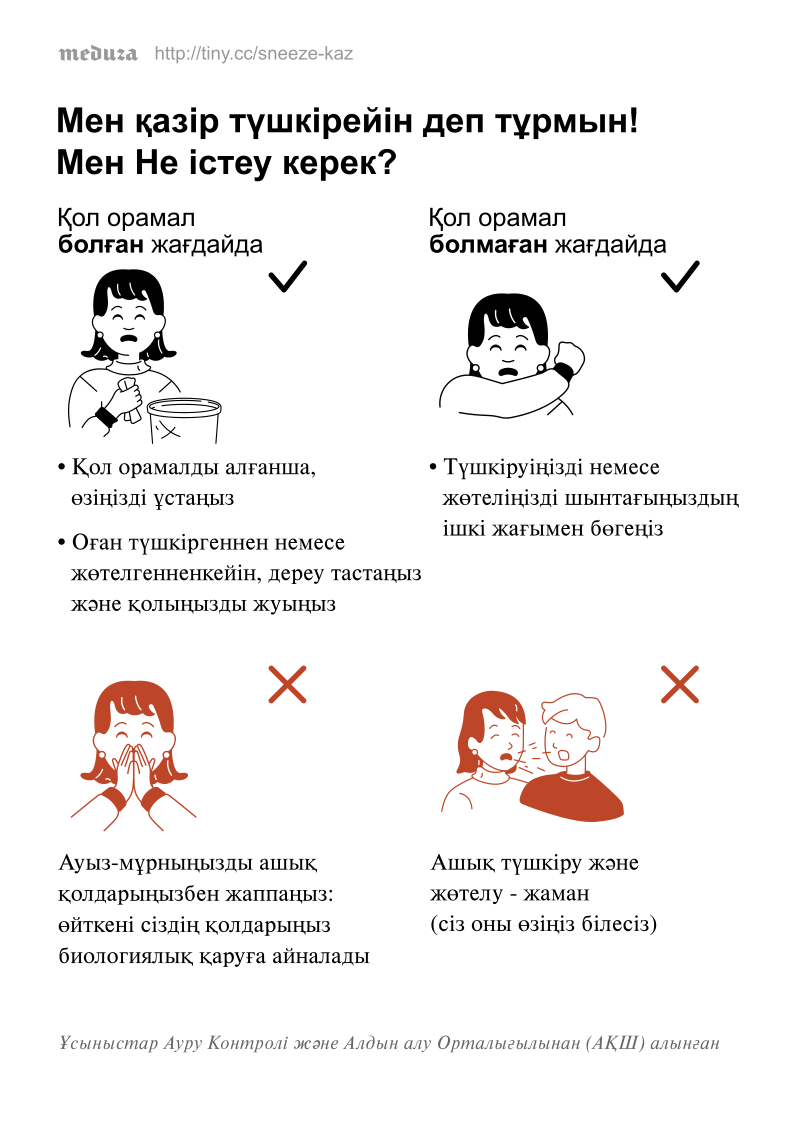 meduza http://tiny.cc/sneeze-kaz
Мен қазір түшкірейін деп тұрмын!
Мен Не істеу керек?
Қол орамал
болған жағдайда
• Қол орамалды алғанша,
өзіңізді ұстаңыз
• Оған түшкіргеннен немесе
жөтелгенненкейін, дереу тастаңыз
және қолыңызды жуыңыз
Қол орамал
болмаған жағдайда
• Түшкіруіңізді немесе
жөтеліңізді шынтағыңыздың
ішкі жағымен бөгеңіз
Ауыз-мұрныңызды ашық
қолдарыңызбен жаппаңыз:
өйткені сіздің қолдарыңыз
биологиялық қаруға айналады
Ашық түшкіру және
жөтелу - жаман
(сіз оны өзіңіз білесіз)
Ұсыныстар Ауру Контролі және Алдын алу Орталығылынан (АҚШ) алынған